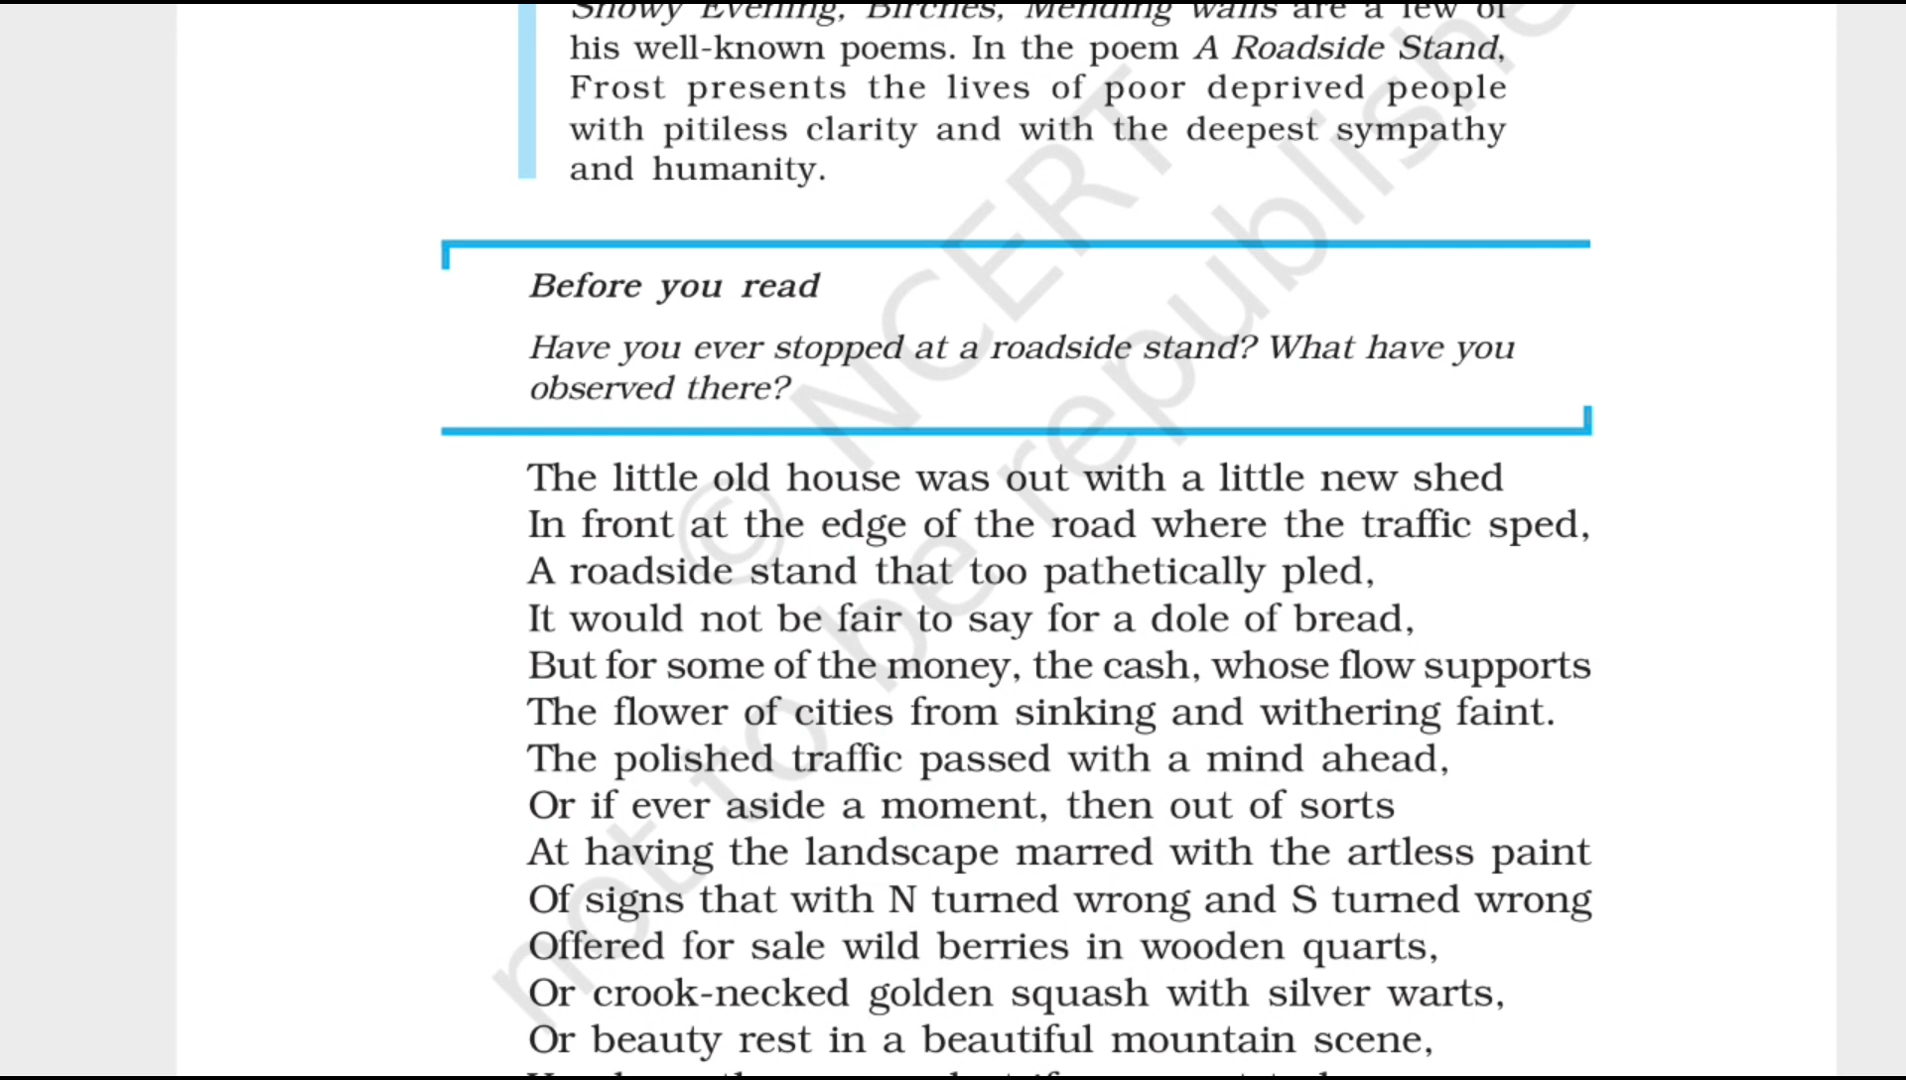 Snowy Evening, Birches, Mending walls are a few of
his well-known poems. In the poem A Roadside Stand,
Frost presents the lives of poor deprived people
with pitiless clarity and with the deepest sympathy
and humanity.
Before you read
Have you ever stopped at a roadside stand? What have you
observed there?
The little old house was out with a little new shed
In front at the edge of the road where the traffic sped,
A roadside stand that too pathetically pled,
It would not be fair to say for a dole of bread,
But for some of the money, the cash, whose flow supports
The flower of cities from sinking and withering faint.
The polished traffic passed with a mind ahead,
Or if ever aside a moment, then out of sorts
At having the landscape marred with the artless paint
Of signs that with N turned wrong and S turned wrong
Offered for sale wild berries in wooden quarts,
Or crook-necked golden squash with silver warts,
Or beauty rest in a beautiful mountain scene,
© NCERT
not to be republishe